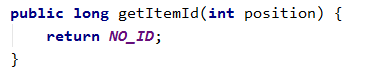 public long getItemId(int position) {
    return NO_ID;
}